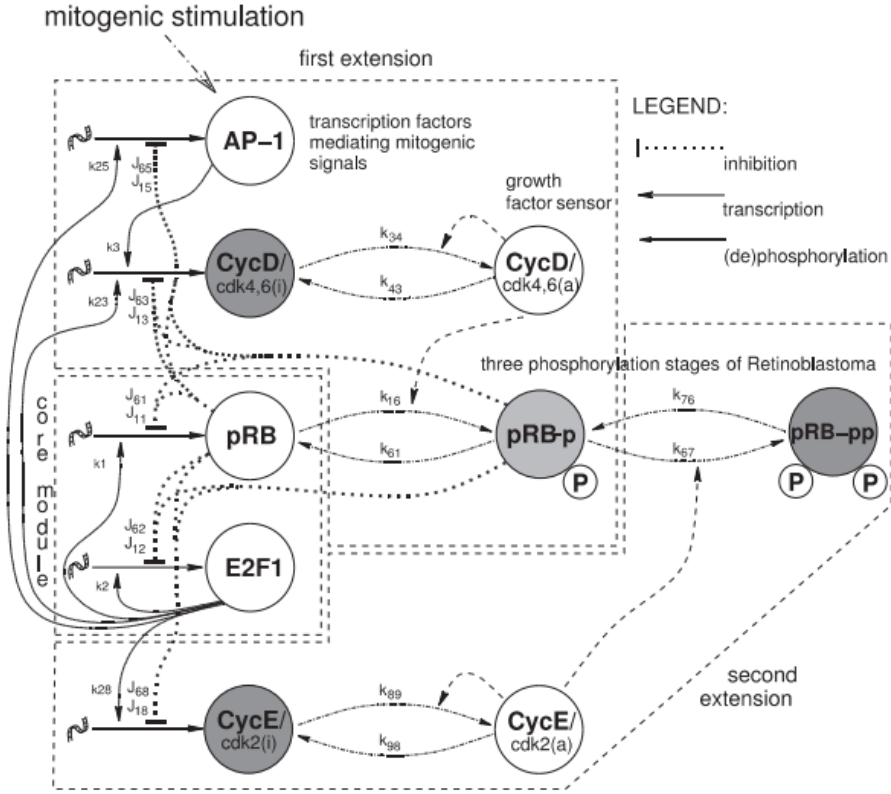 mitogenic stimulation
first extension
AP–1
transcription factors
mediating mitogenic
signals
LEGEND:
inhibition
transcription
(de)phosphorylation
k25
J65
J15
growth
factor sensor
k3
k34
CycD/
cdk4,6(i)
CycD/
cdk4,6(a)
k43
k23
J63
J13
three phosphorylation stages of Retinoblastoma
core module
J61
J11
k16
k76
pRB
pRB-p
pRB–pp
k1
k61
k67
P
P
P
J62
J12
E2F1
k2
k28
J68
J18
k89
second
extension
CycE/
cdk2(i)
CycE/
cdk2(a)
k98